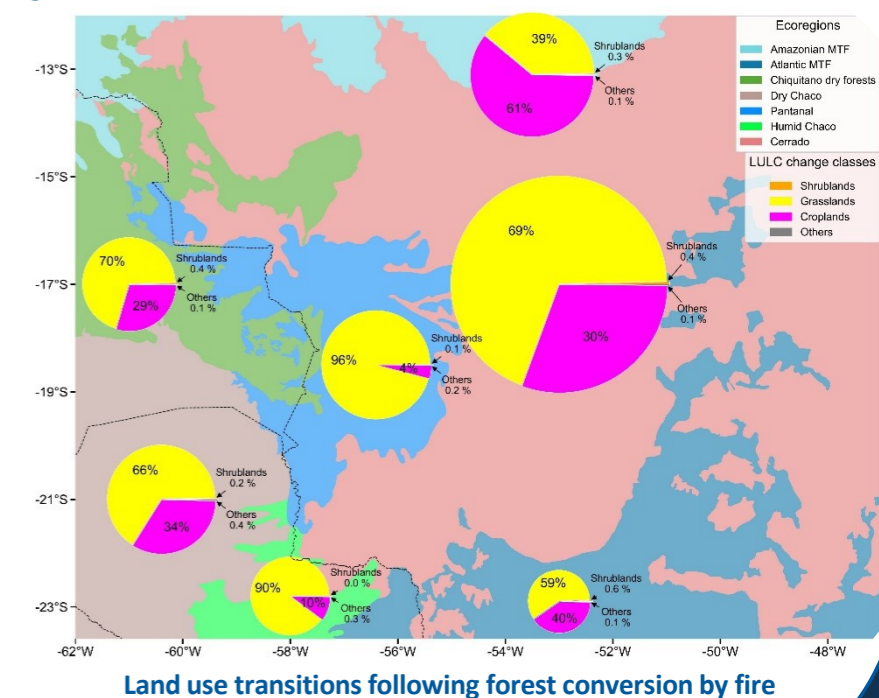 Ecoregions
Amazonian MTF
Atlantic MTF
Chiquitano dry forests
Dry Chaco
Pantanal
Humid Chaco
Cerrado
LULC change classes
Shrublands
Grasslands
Croplands
Others
-13°S
-15°S
-17°S
-19°S
-21°S
-23°S
39%
61%
Shrublands
0.3 %
Others
0.1 %
69%
30%
Shrublands
0.4 %
Others
0.1 %
70%
29%
Shrublands
0.4 %
Others
0.1 %
96%
4%
Shrublands
0.1 %
Others
0.2 %
66%
34%
Shrublands
0.2 %
Others
0.4 %
90%
10%
Shrublands
0.0 %
Others
0.3 %
59%
40%
Shrublands
0.6 %
Others
0.1 %
-62°W -60°W -58°W -56°W -54°W -52°W -50°W -48°W
Land use transitions following forest conversion by fire